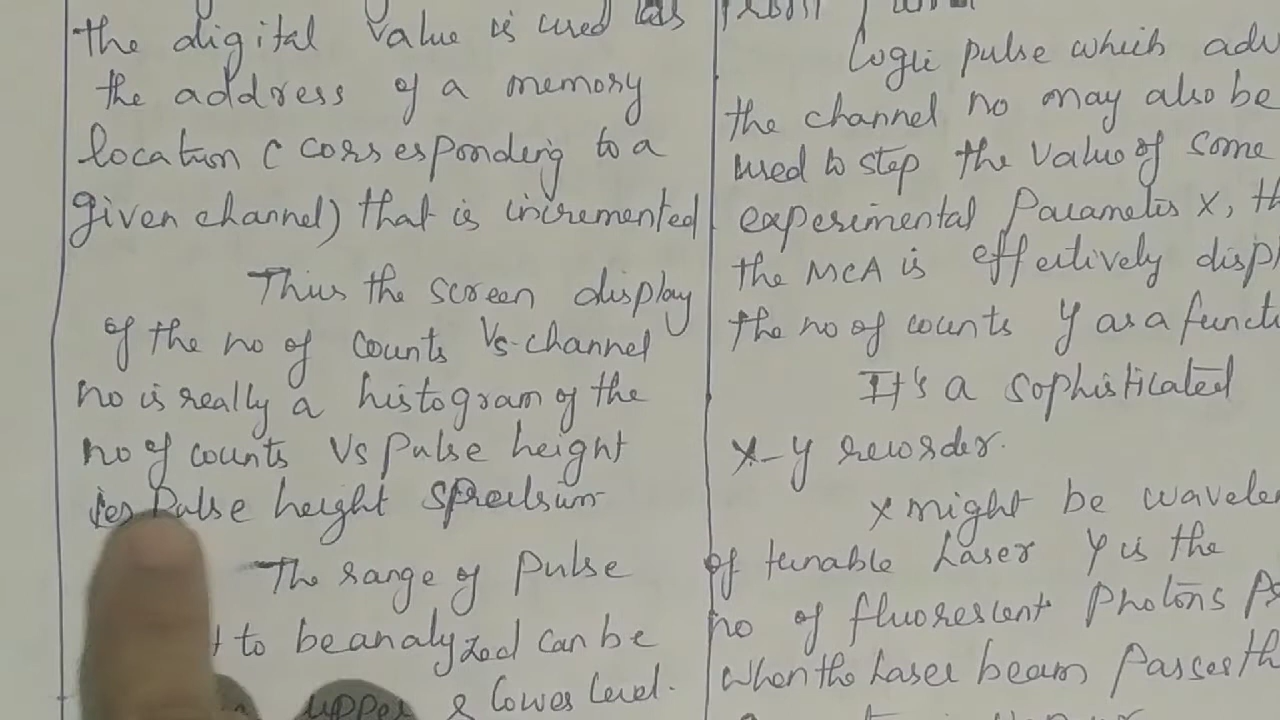 the digital value is used as
the address of a memory
location ( corresponding to a
given channel) that is incremented
Thus the screen display
of the no of counts Vs channel
no is really a histogram of the
no of counts Vs pulse height
ies Pulse height Spectrum
The range of pulse
to be analyzed can be
upper & lower level.
Logic pulse which adv
the channel no may also be
used to step the value of some
experimental Parameter x, th
the MCA is effectively displ
the no of counts y as a functi
It's a sophisticated
x-y recorder.
x might be wavele
of tunable Laser y is the
no of fluorescent Photons
when the Laser beam Passes th